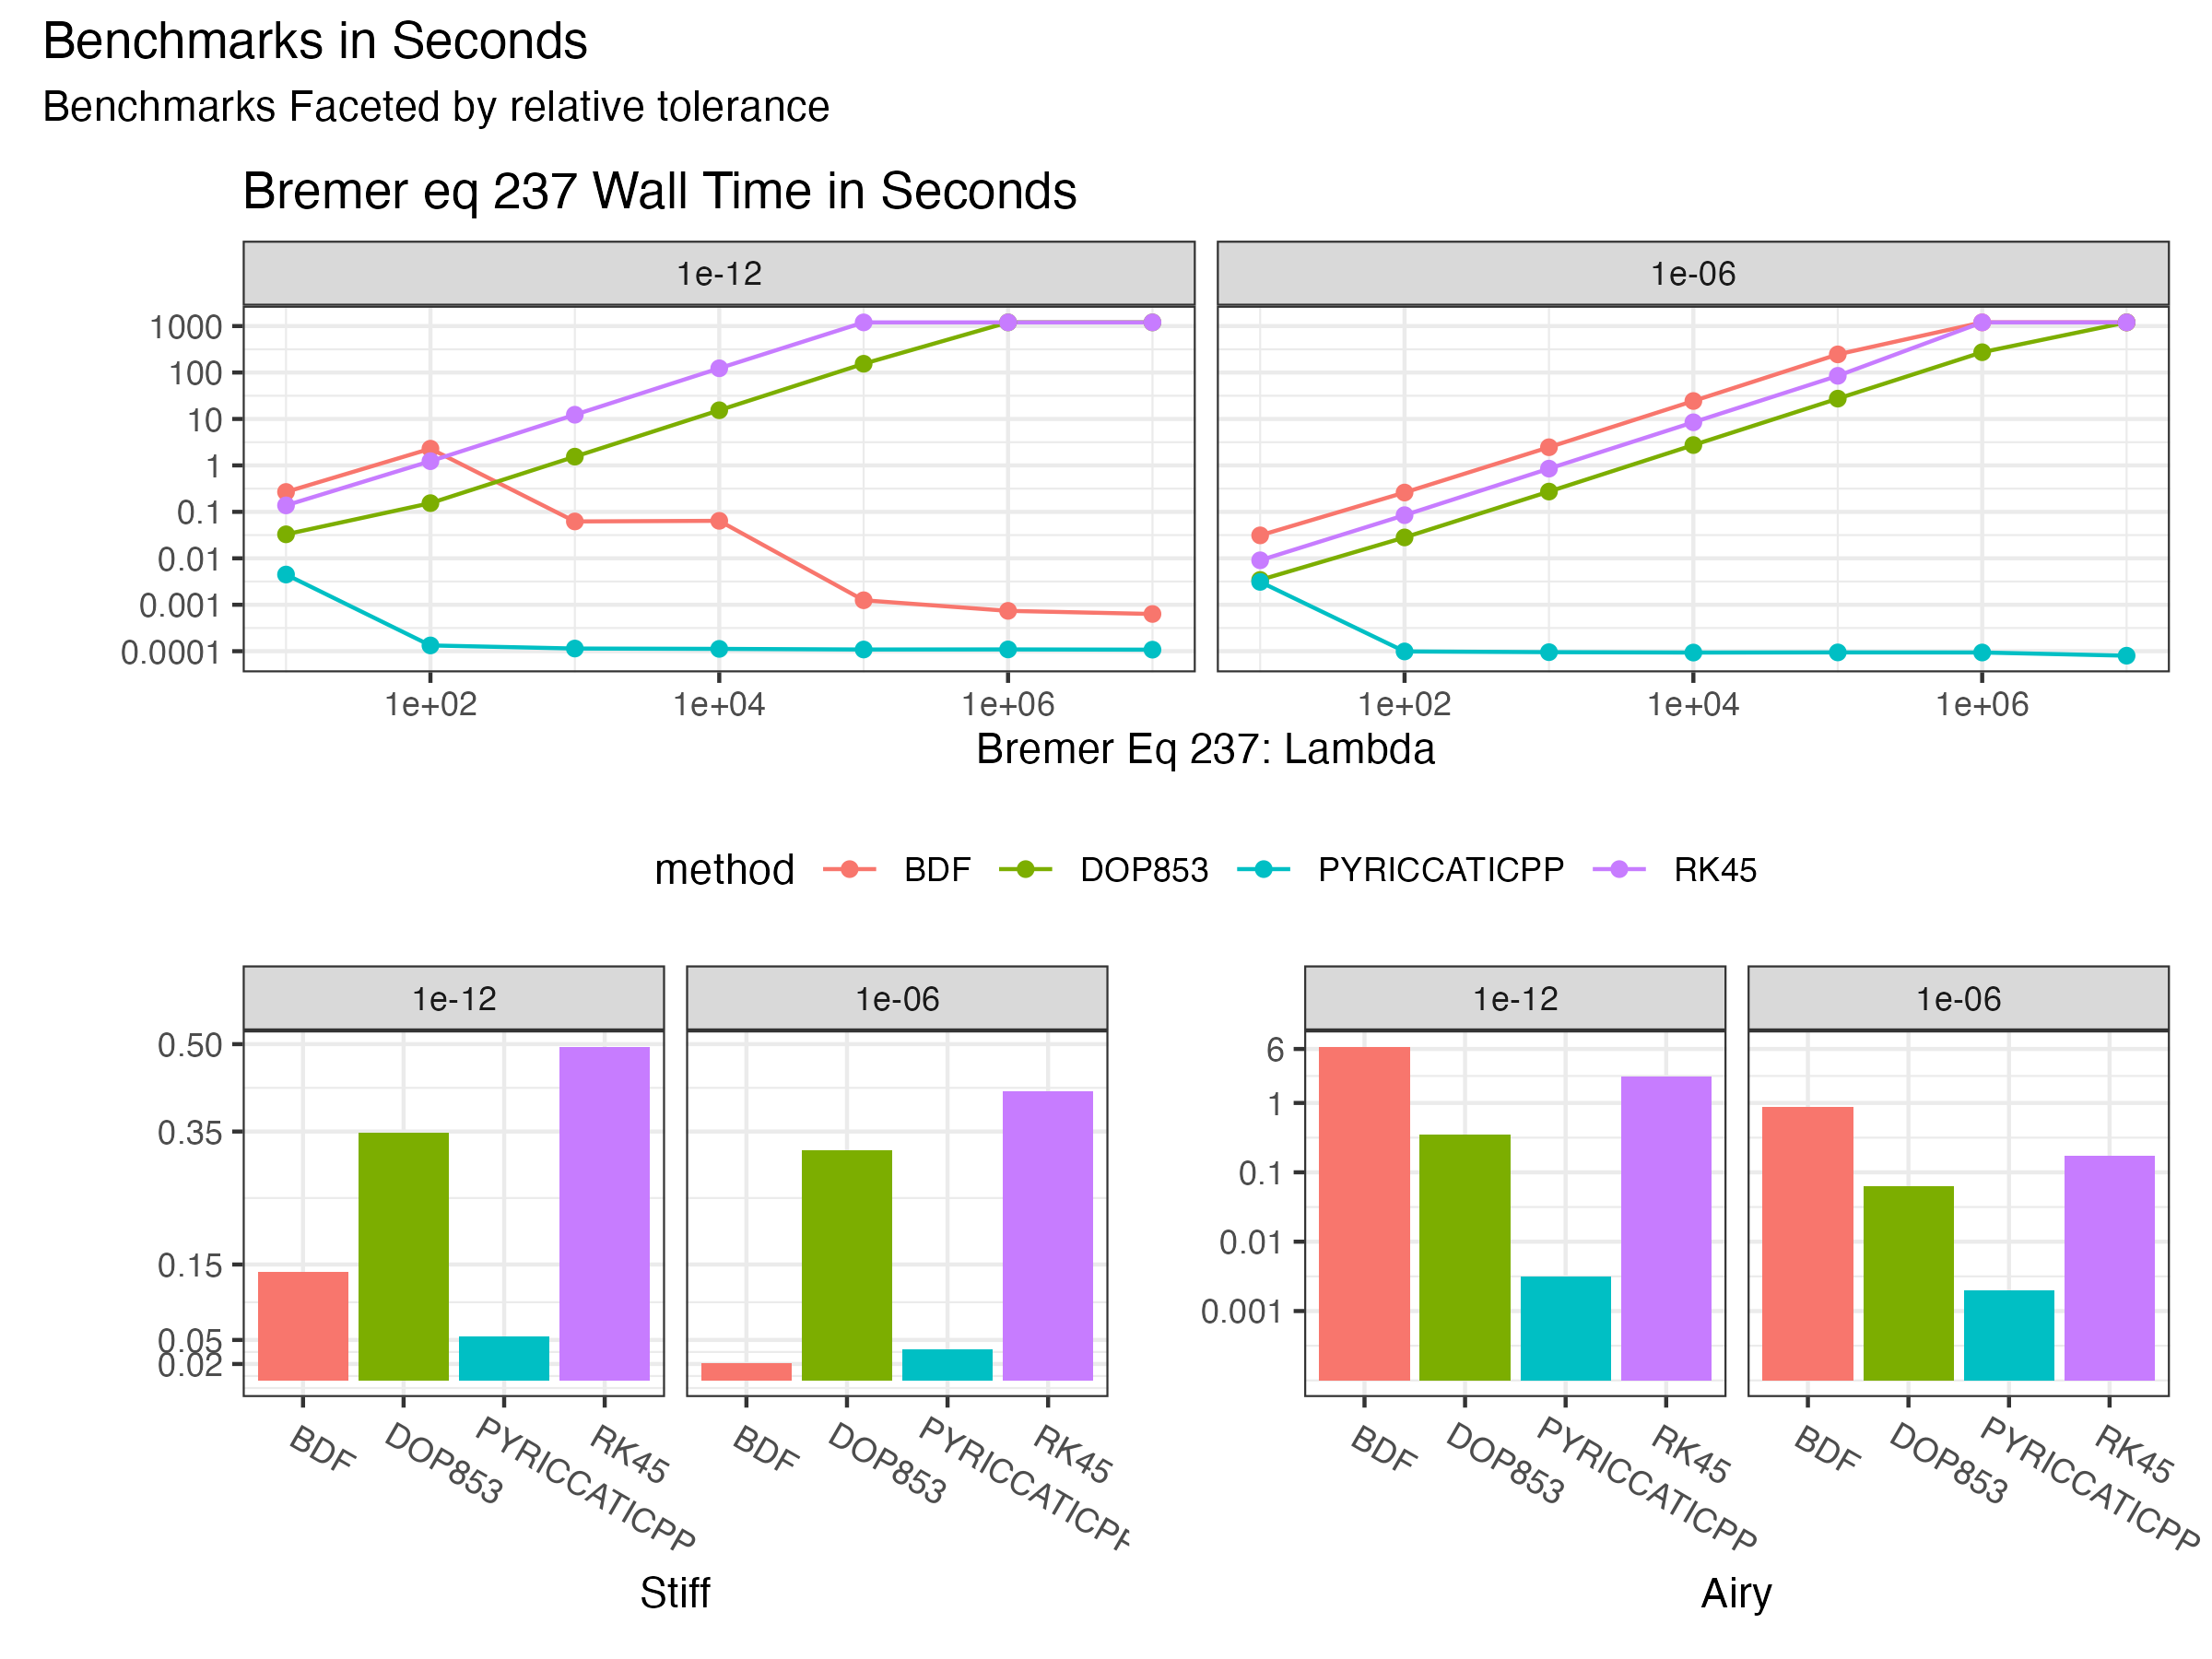 Benchmarks in Seconds
Benchmarks Faceted by relative tolerance
Bremer eq 237 Wall Time in Seconds
1e-12 1e-06
1000
100
10
1
0.1
0.01
0.001
0.0001
1e+02 1e+04 1e+06 1e+02 1e+04 1e+06
Bremer Eq 237: Lambda
method BDF DOP853 PYRICCATICPP RK45
1e-12 1e-06 1e-12 1e-06
0.50
0.35
0.15
0.05
0.02
6
1
0.1
0.01
0.001
BDF DOP853 PYRICCATICPP RK45 BDF DOP853 PYRICCATICPP RK45
BDF DOP853 PYRICCATICPP RK45 BDF DOP853 PYRICCATICPP RK45
Stiff Airy